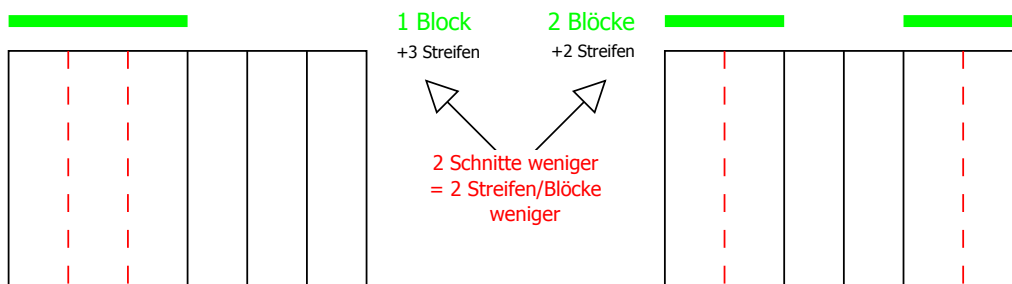 1 Block
+3 Streifen
2 Blöcke
+2 Streifen
2 Schnitte weniger
= 2 Streifen/Blöcke
weniger